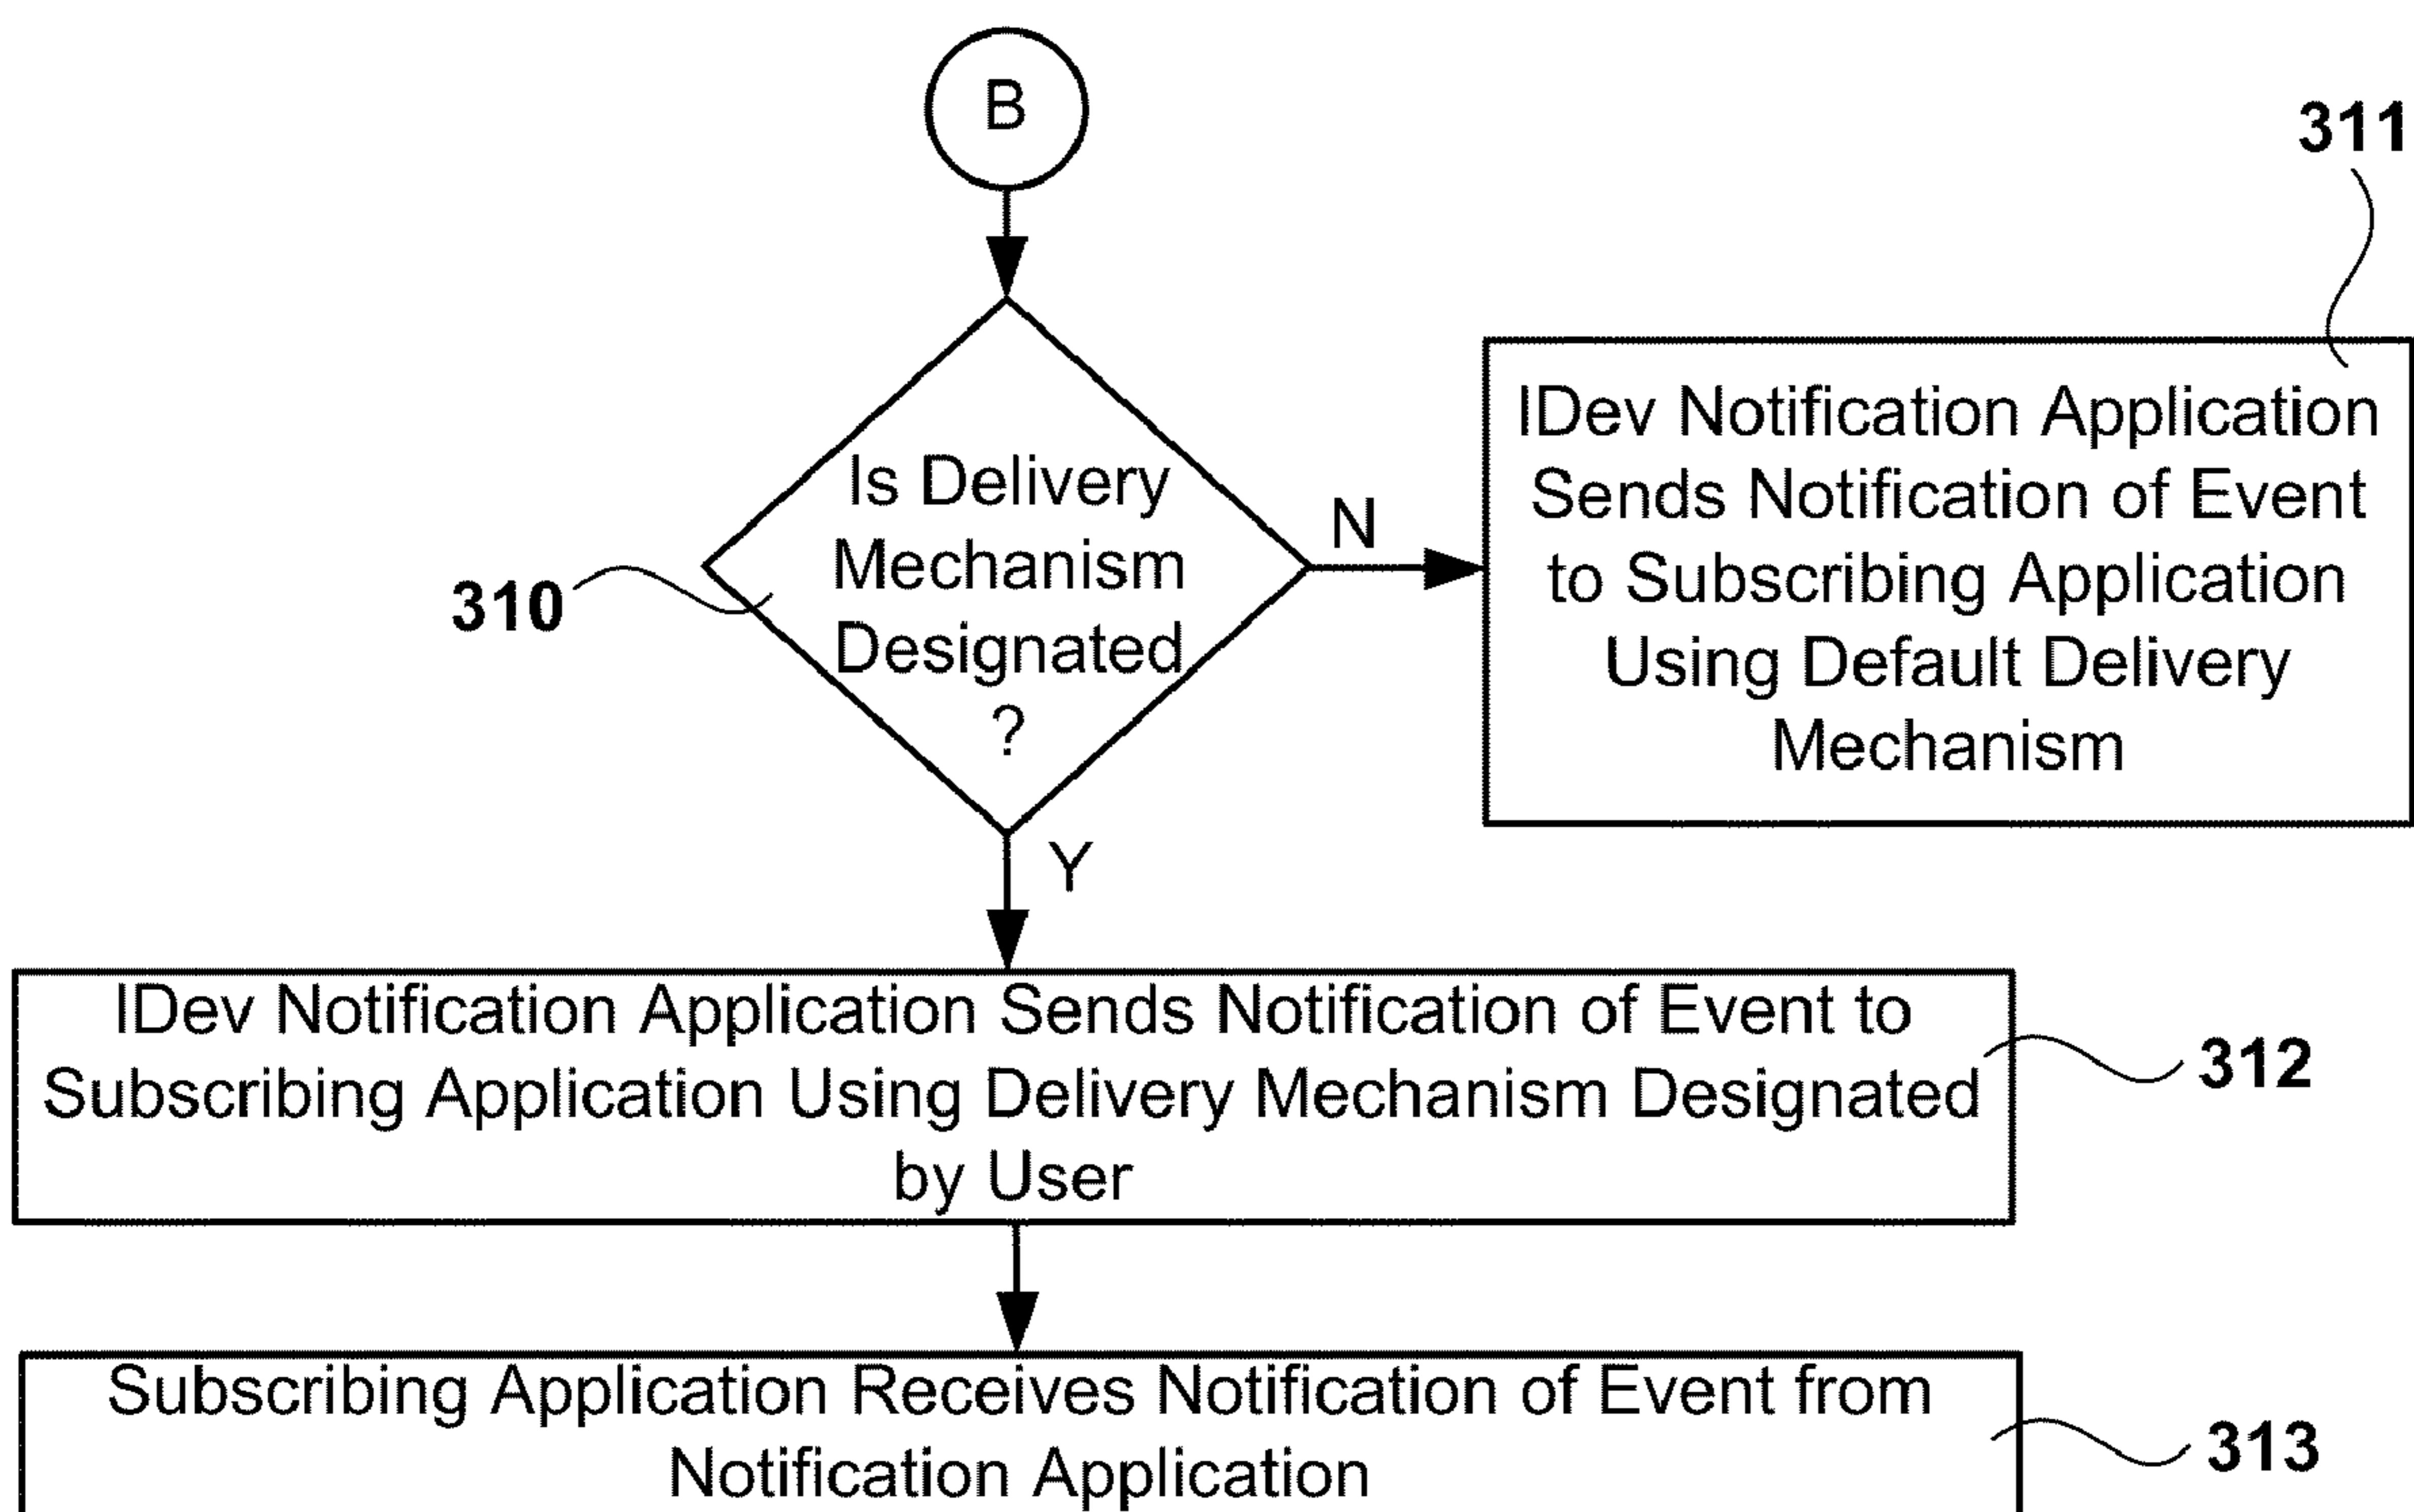 B
311
Is Delivery
Mechanism
Designated
?
310
N
IDev Notification Application
Sends Notification of Event
to Subscribing Application
Using Default Delivery
Mechanism
Y
IDev Notification Application Sends Notification of Event to
Subscribing Application Using Delivery Mechanism Designated
by User
312
Subscribing Application Receives Notification of Event from
Notification Application
313